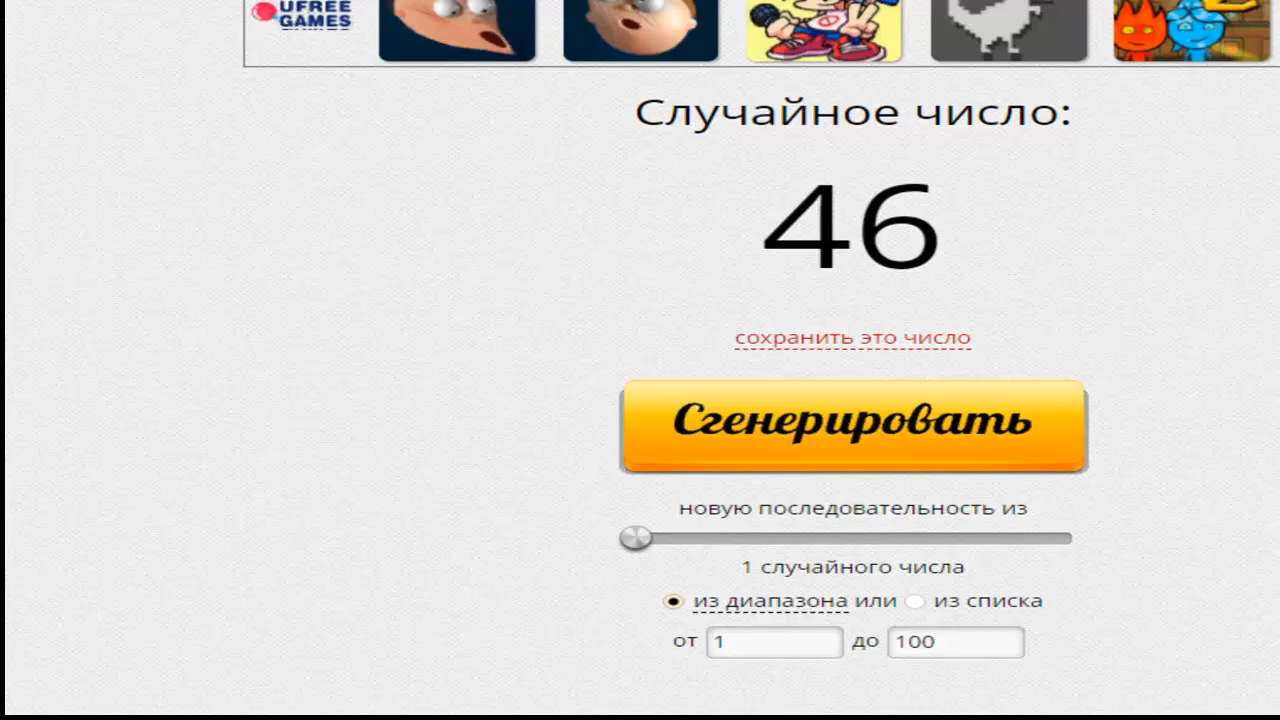 UFREE
GAMES
Случайное число:
46
сохранить это число
Сгенерировать
новую последовательность из
1 случайного числа
из диапазона или из списка
от 1 до 100